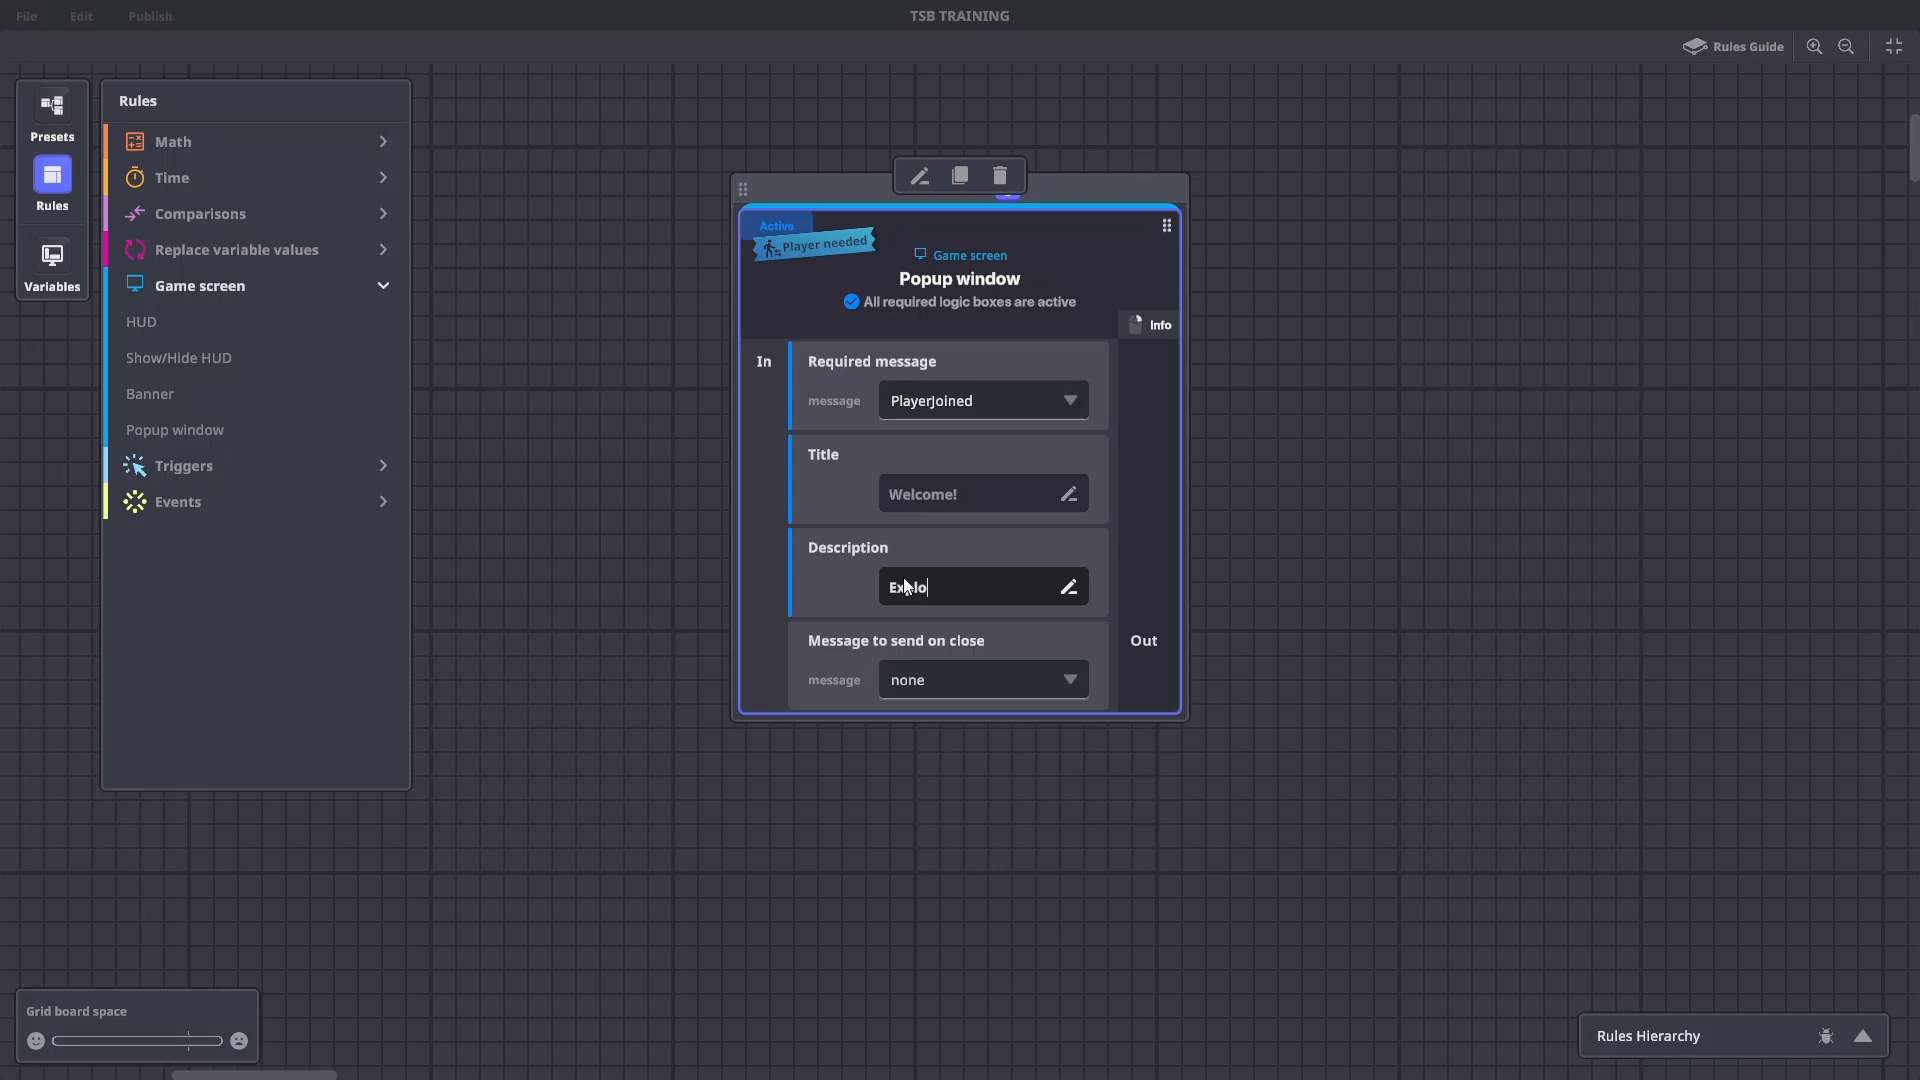 File
Edit
Publish
TSB TRAINING
Rules Guide
Presets
Rules
Variables
Rules
Math
Time
Comparisons
Replace variable values
Game screen
HUD
Show/Hide HUD
Banner
Popup window
Triggers
Events
Active
Player needed
Game screen
Popup window
All required logic boxes are active
Info
In
Required message
message
PlayerJoined
Title
Welcome!
Description
Message to send on close
Out
message
none
Grid board space
Rules Hierarchy